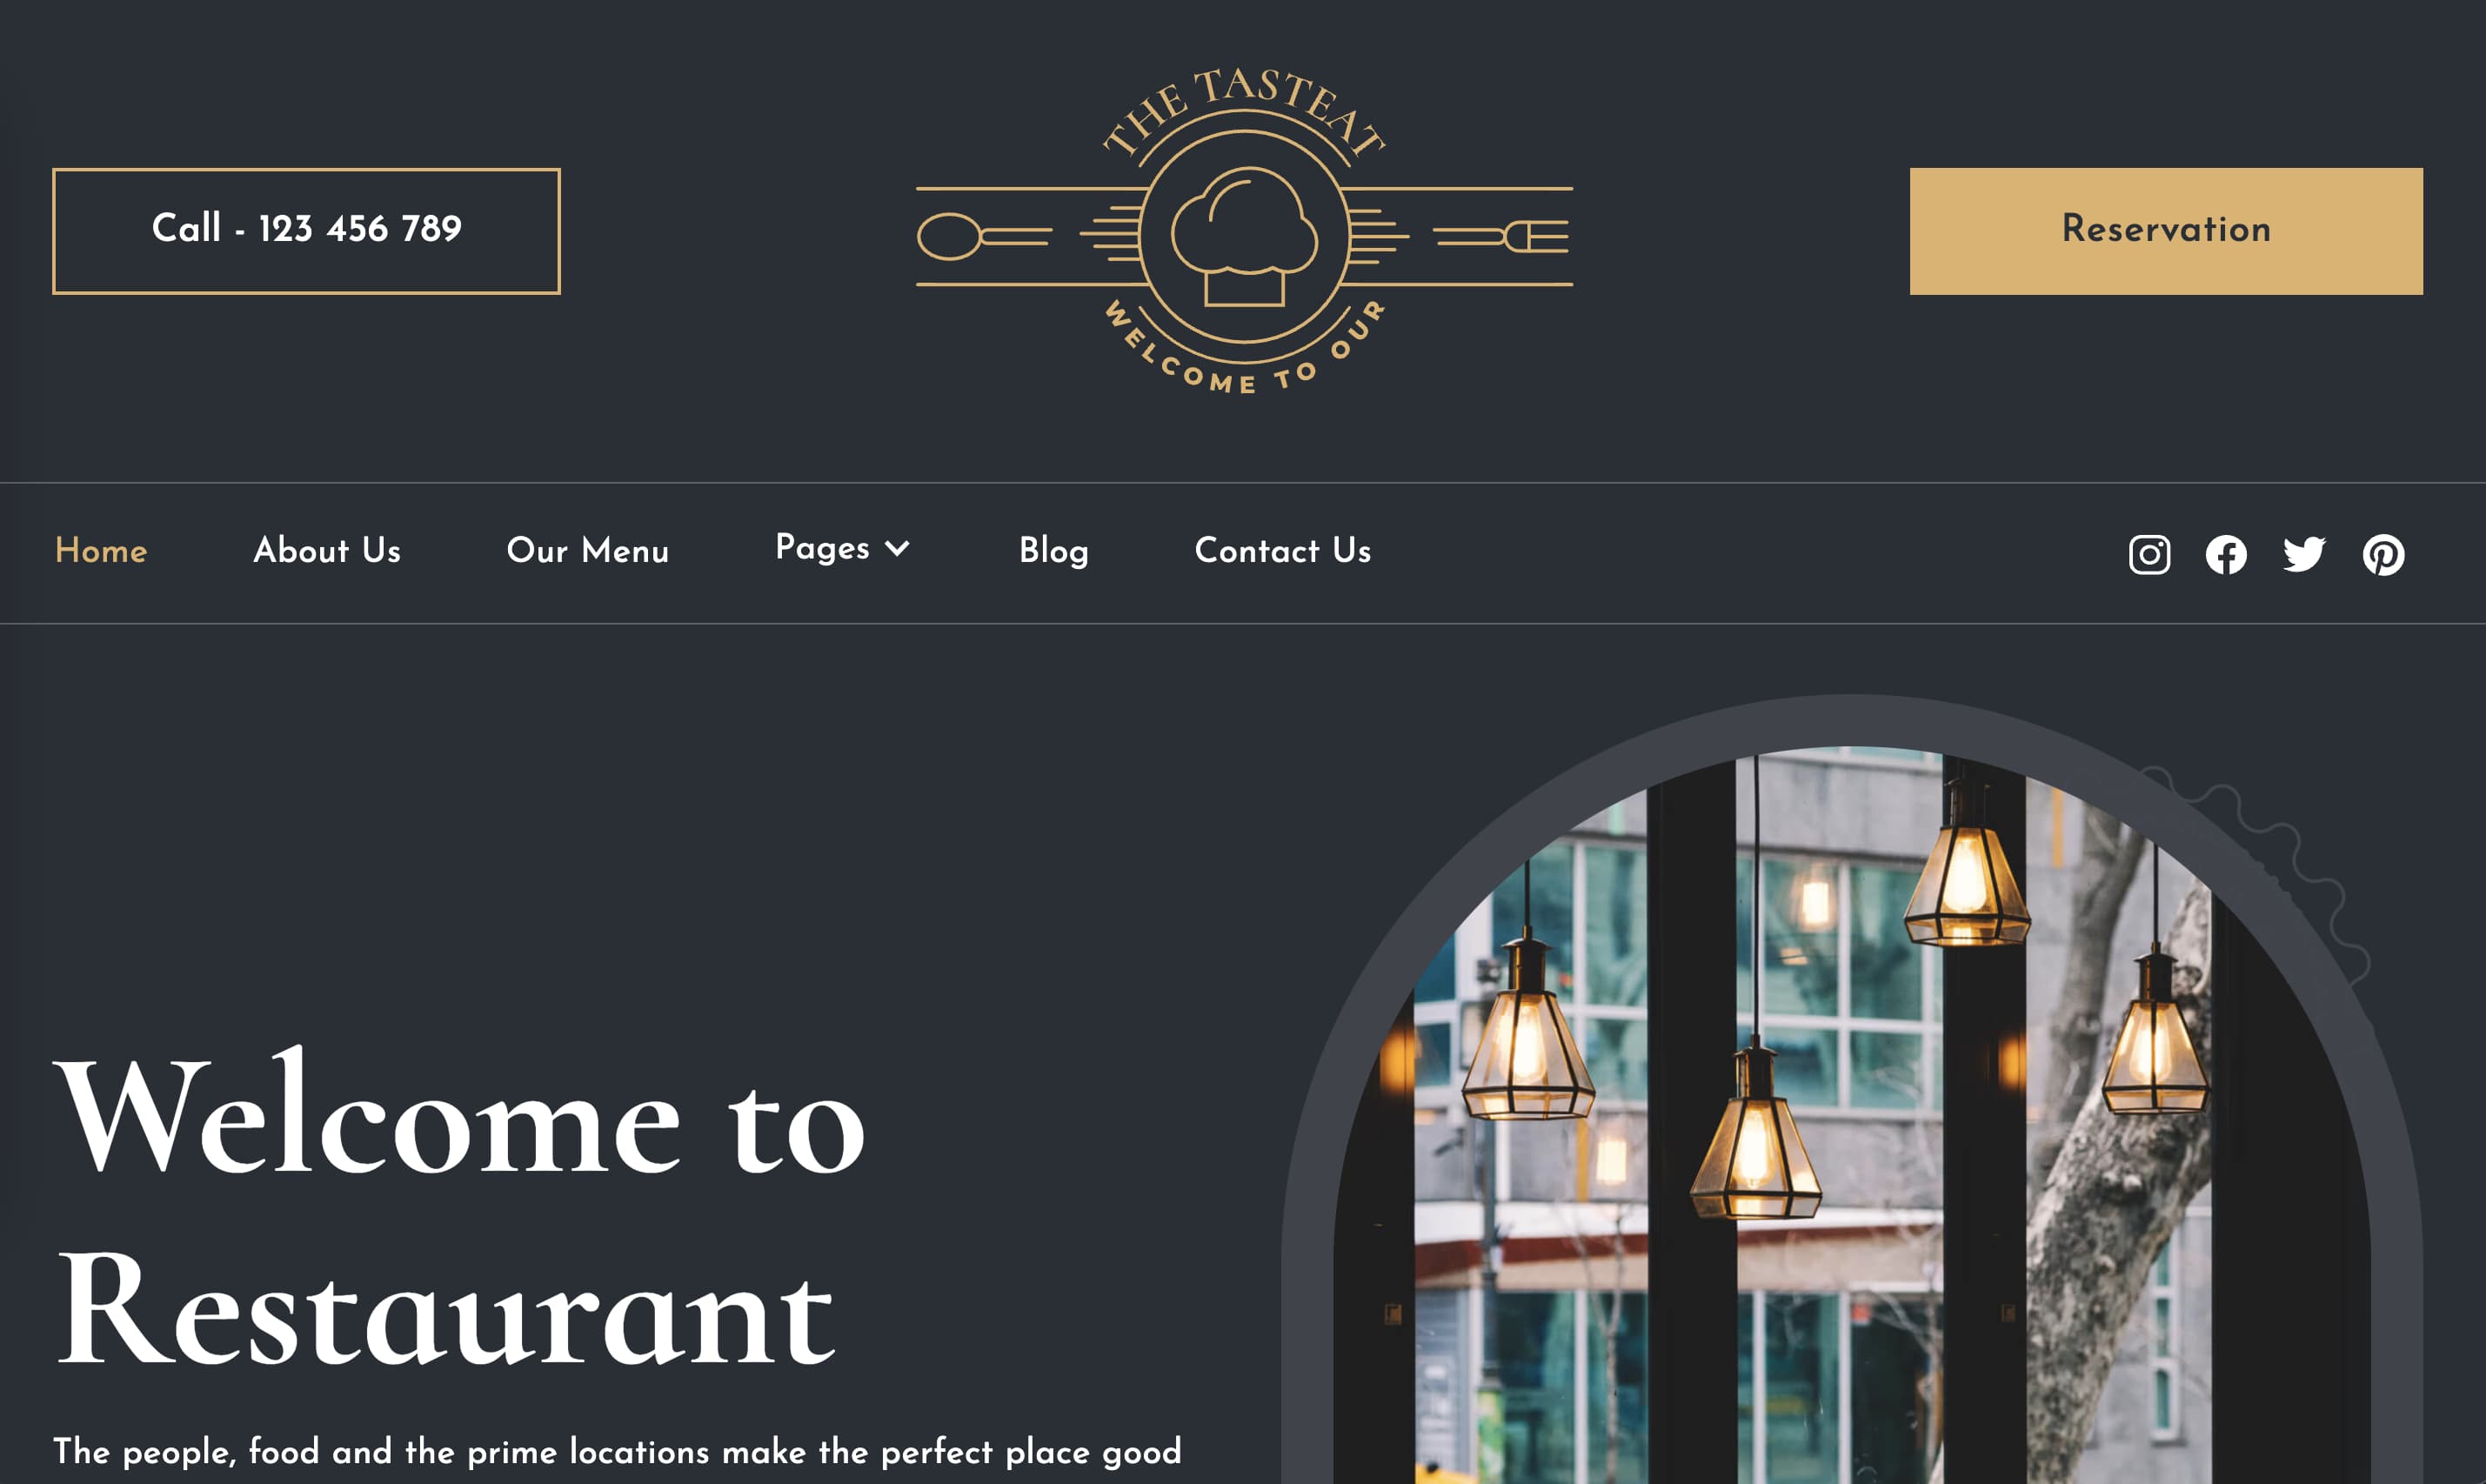 THE TASTEAT
Call - 123 456 789
Reservation
WELCOME TO OUR
Home About Us Our Menu Pages Blog Contact Us
Welcome to
Restaurant
The people, food and the prime locations make the perfect place good